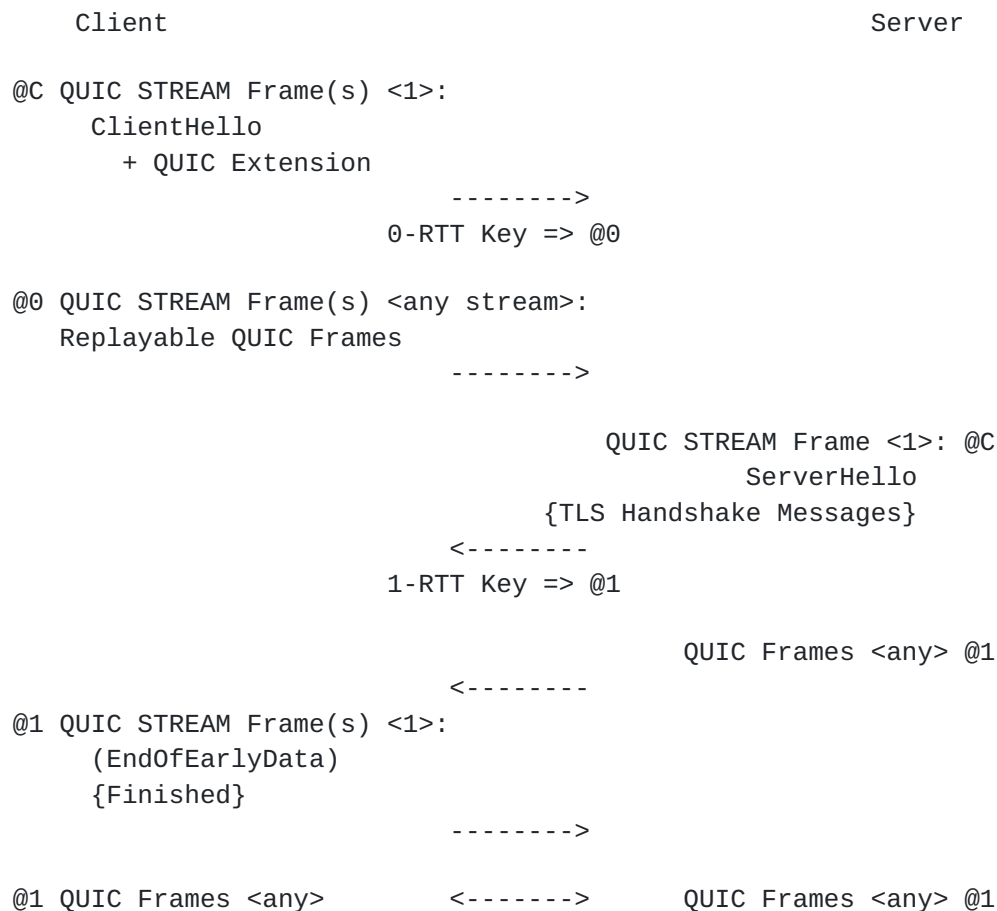 Client                                             Server

@C QUIC STREAM Frame(s) <1>:
     ClientHello
       + QUIC Extension
                            -------->
                        0-RTT Key => @0

@0 QUIC STREAM Frame(s) <any stream>:
   Replayable QUIC Frames
                            -------->

                                      QUIC STREAM Frame <1>: @C
                                               ServerHello
                                  {TLS Handshake Messages}
                            <--------
                        1-RTT Key => @1

                                           QUIC Frames <any> @1
                            <--------
@1 QUIC STREAM Frame(s) <1>:
     (EndOfEarlyData)
     {Finished}
                            -------->

@1 QUIC Frames <any>        <------->      QUIC Frames <any> @1